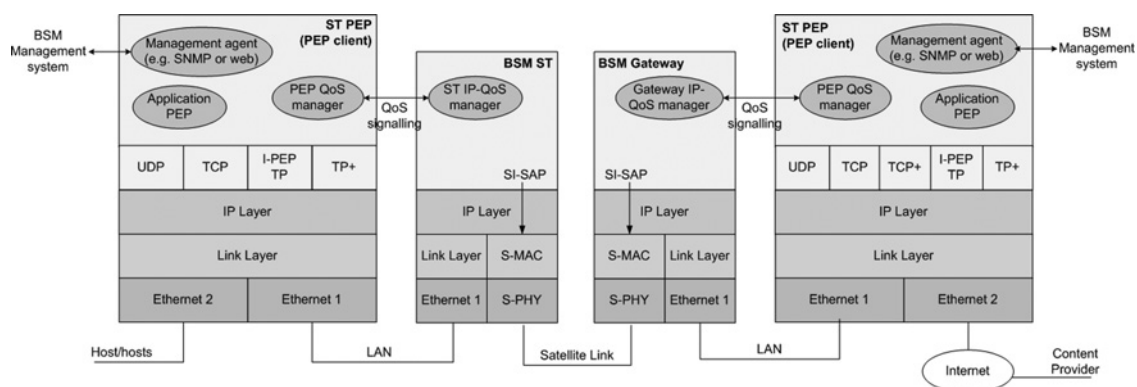 ST PEP
(PEP client)
BSM
Management
system
Management agent
(e.g. SNMP or web)
Application
PEP
PEP QoS
manager
QoS
signalling
UDP
TCP
I-PEP
TP
TP+
IP Layer
Link Layer
Ethernet 2
Ethernet 1
Host/hosts
LAN
BSM ST
ST IP-QoS
manager
SI-SAP
IP Layer
Link Layer
S-MAC
Ethernet 1
S-PHY
Satellite Link
BSM Gateway
Gateway IP-
QoS manager
SI-SAP
IP Layer
S-MAC
Link Layer
S-PHY
Ethernet 1
LAN
QoS
signalling
ST PEP
(PEP client)
Management agent
(e.g. SNMP or web)
BSM
Management
system
PEP QoS
manager
Application
PEP
UDP
TCP
TCP+
I-PEP
TP
TP+
IP Layer
Link Layer
Ethernet 1
Ethernet 2
Internet
Content
Provider